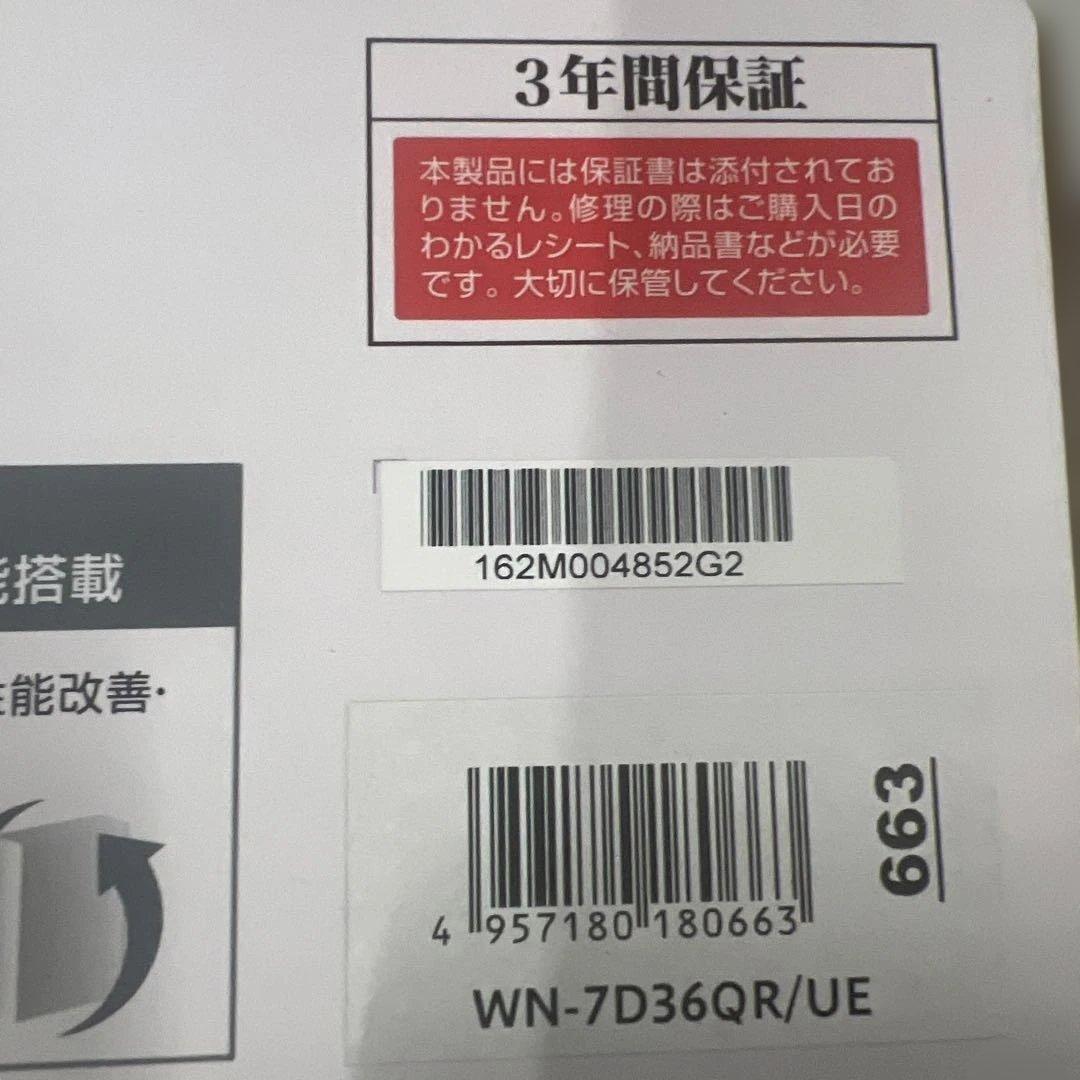 3年間保証
本製品には保証書は添付されてお
りません。修理の際はご購入日の
わかるレシート、納品書などが必要
です。大切に保管してください。
162M004852G2
能搭載
性能改善・
663
4 957180 180663
WN-7D36QR/UE